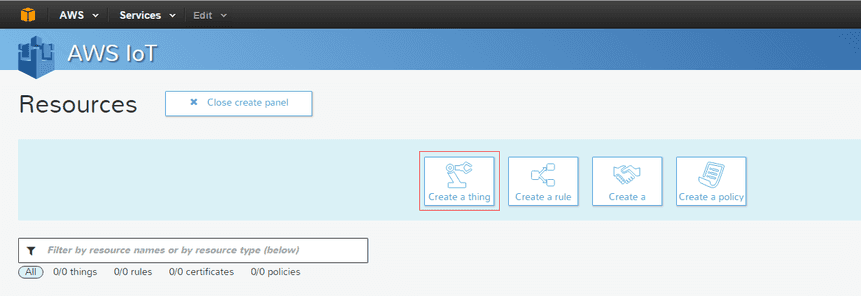 AWS Services Edit
AWS IoT
Resources Close create panel
Create a thing Create a rule Create a Create a policy
Filter by resource names or by resource type (below)
All 0/0 things 0/0 rules 0/0 certificates 0/0 policies